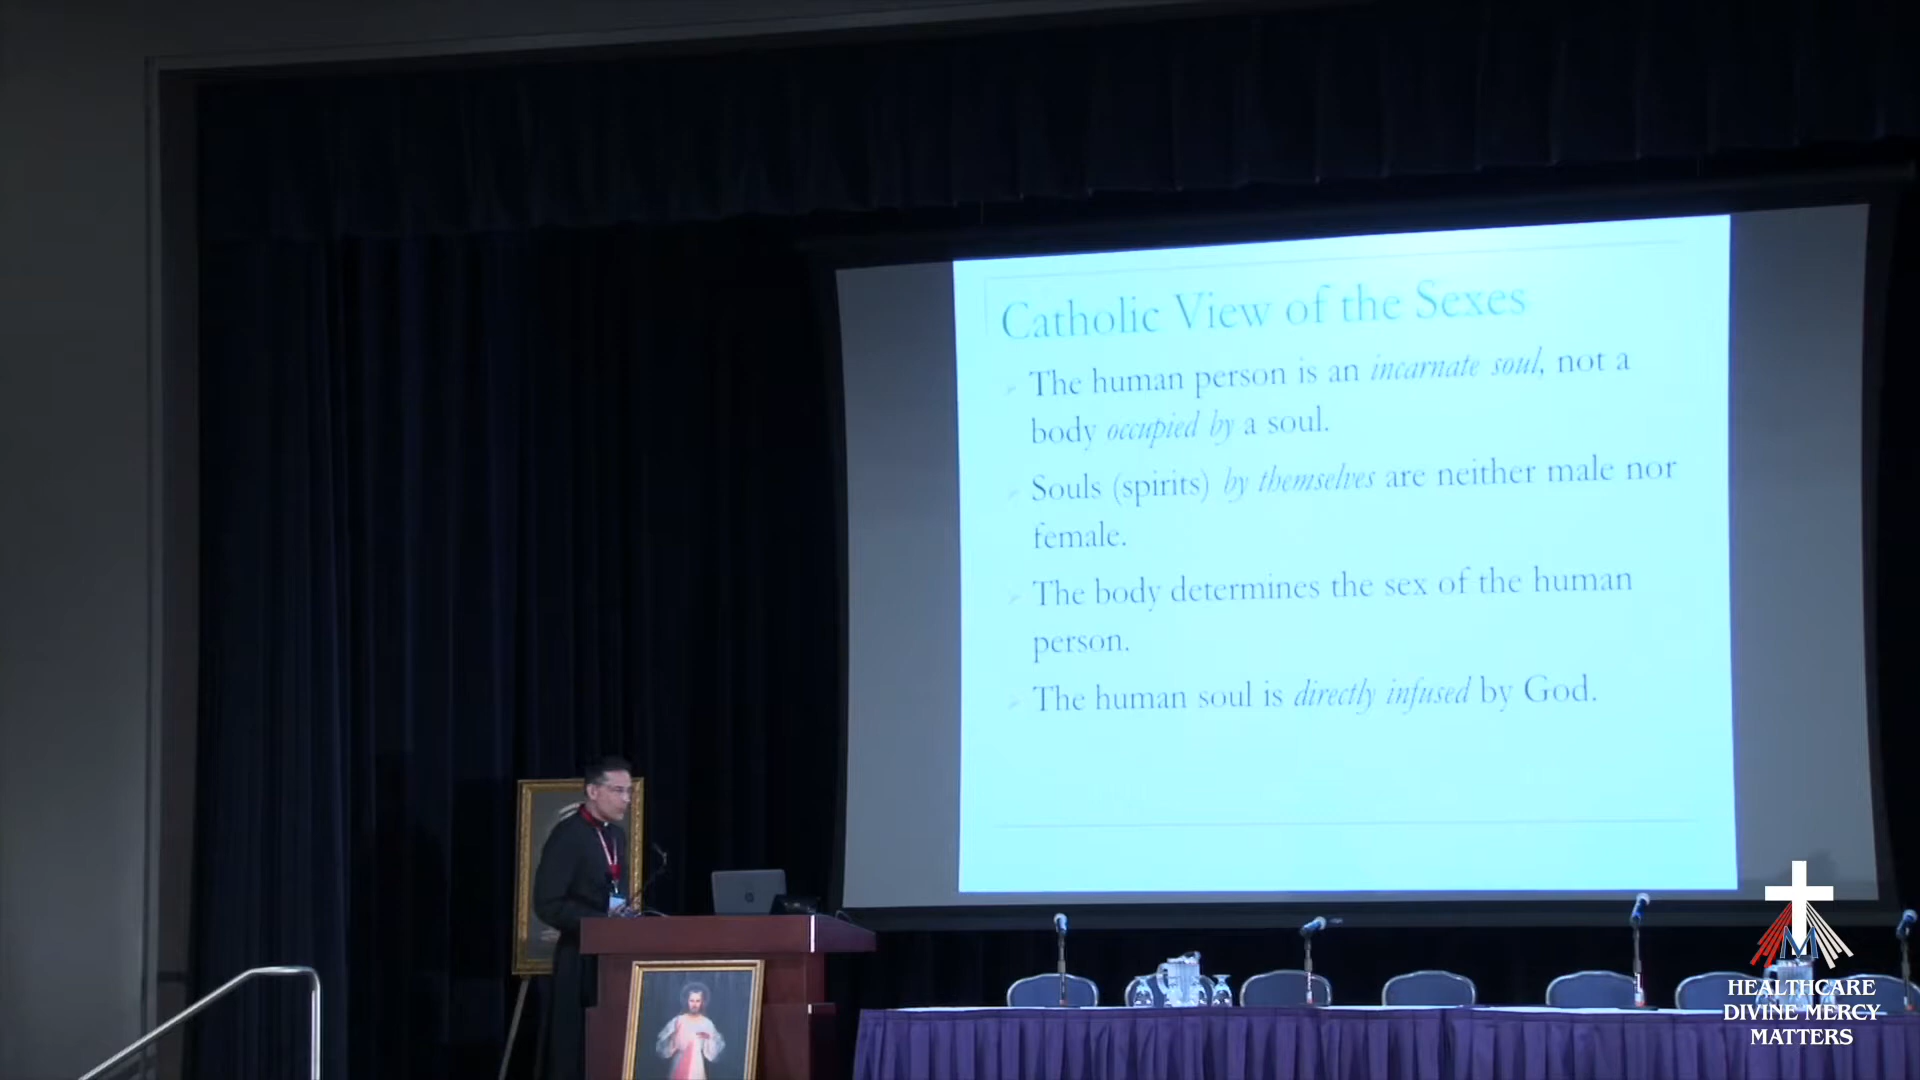 Catholic View of the Sexes
The human person is an incarnate soul, not a
body occupied by a soul.
Souls (spirits) by themselves are neither male nor
female.
The body determines the sex of the human
person.
The human soul is directly infused by God.
M
HEALTHCARE
DIVINE MERCY
MATTERS